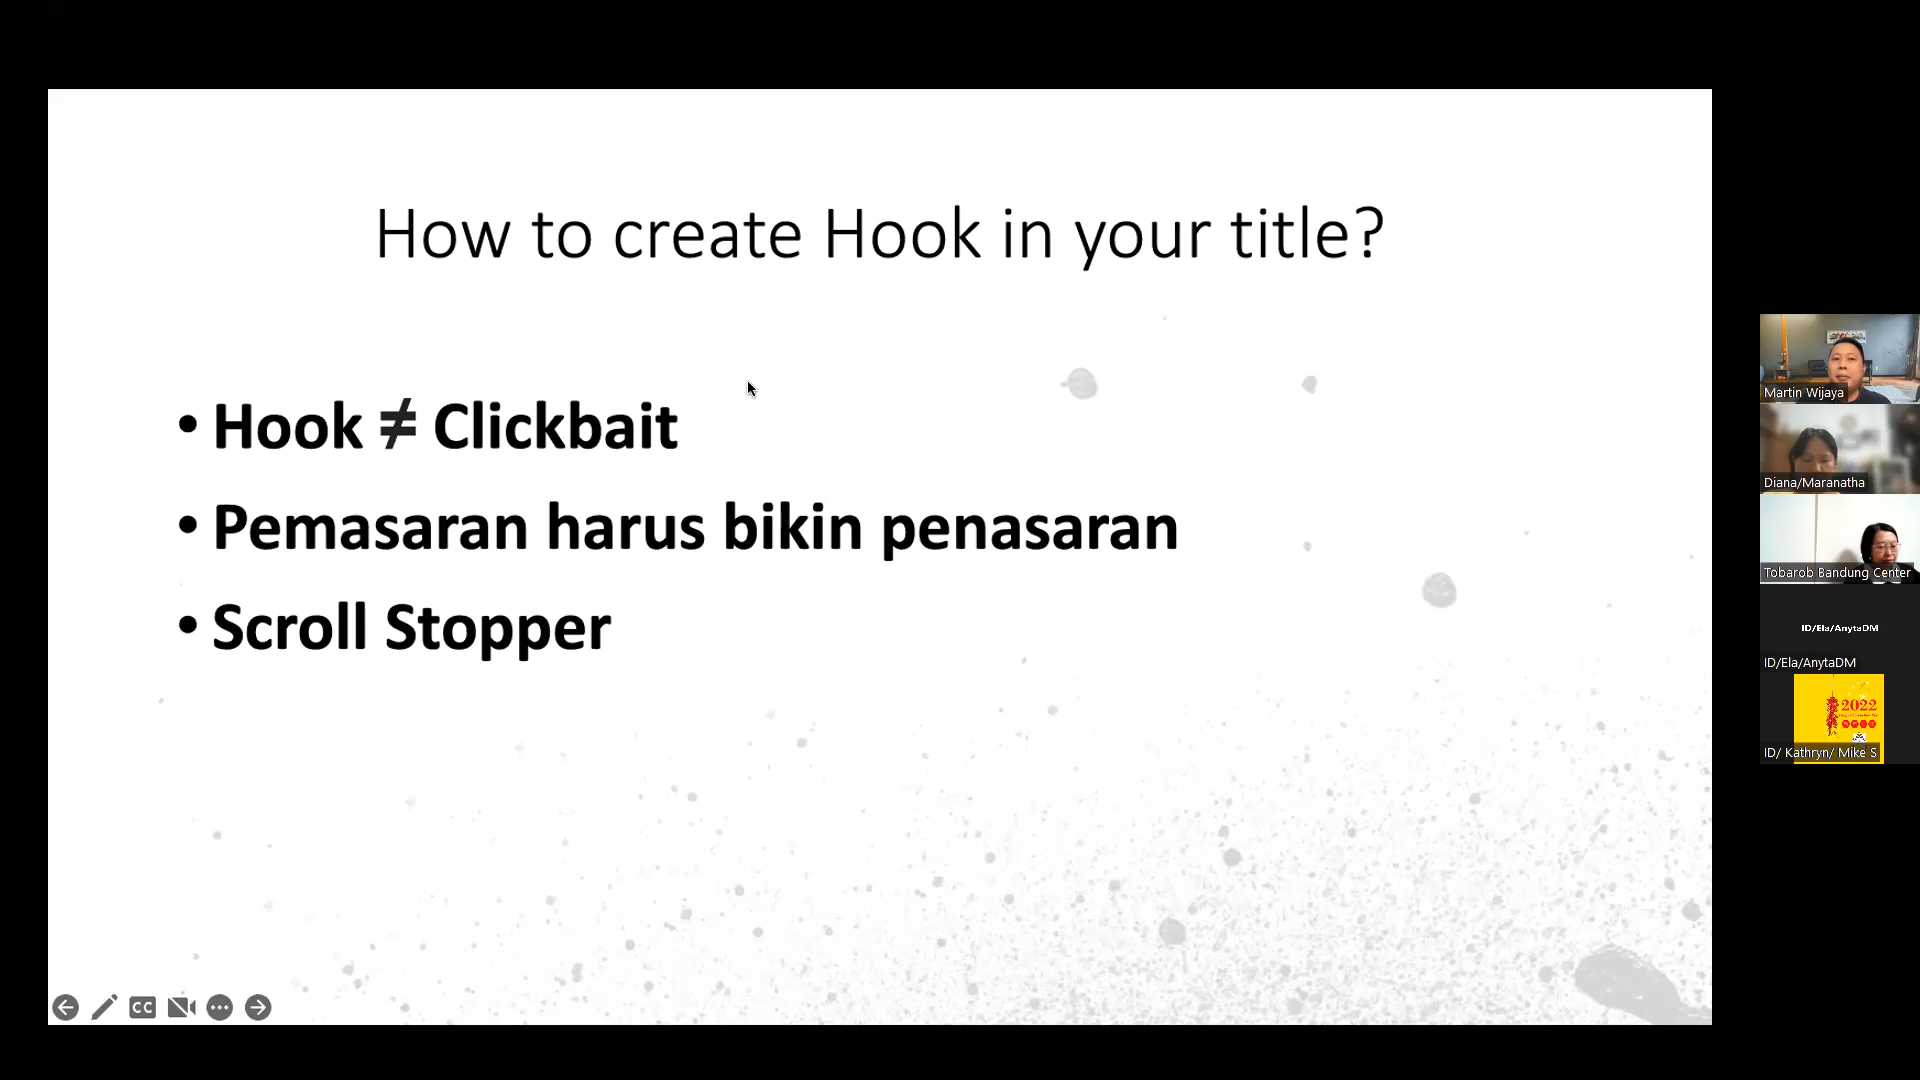 How to create Hook in your title?
• Hook ≠ Clickbait
• Pemasaran harus bikin penasaran
• Scroll Stopper
CC
Martin Wijaya
Diana/Maranatha
Tobarob Bandung Center
ID/Ela/AnytaDM
ID/Ela/AnytaDM
2022
ID/ Kathryn/ Mike S